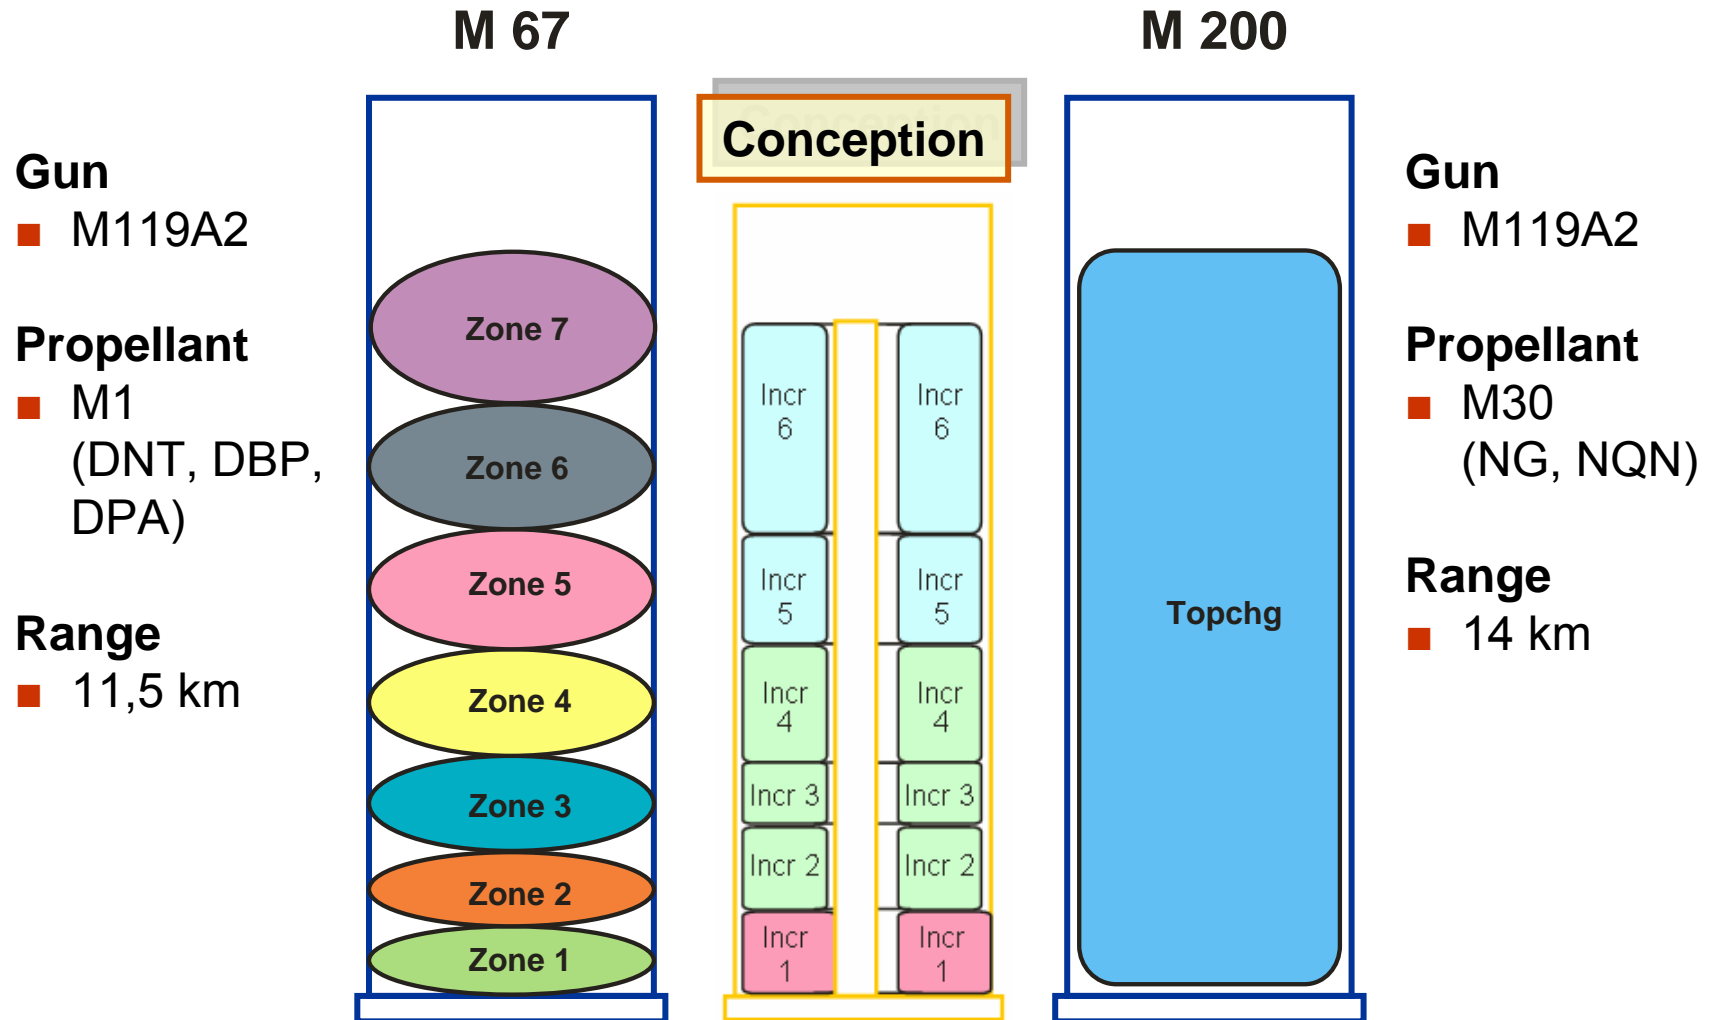 M 67
M 200
Conception
Gun
■ M119A2
Propellant
■ M1
(DNT, DBP,
DPA)
Range
■ 11,5 km
Zone 7
Zone 6
Zone 5
Zone 4
Zone 3
Zone 2
Zone 1
Incr
6
Incr
6
Incr
5
Incr
5
Incr
4
Incr
4
Incr 3
Incr 3
Incr 2
Incr 2
Incr
1
Incr
1
Topchg
Gun
■ M119A2
Propellant
■ M30
(NG, NQN)
Range
■ 14 km